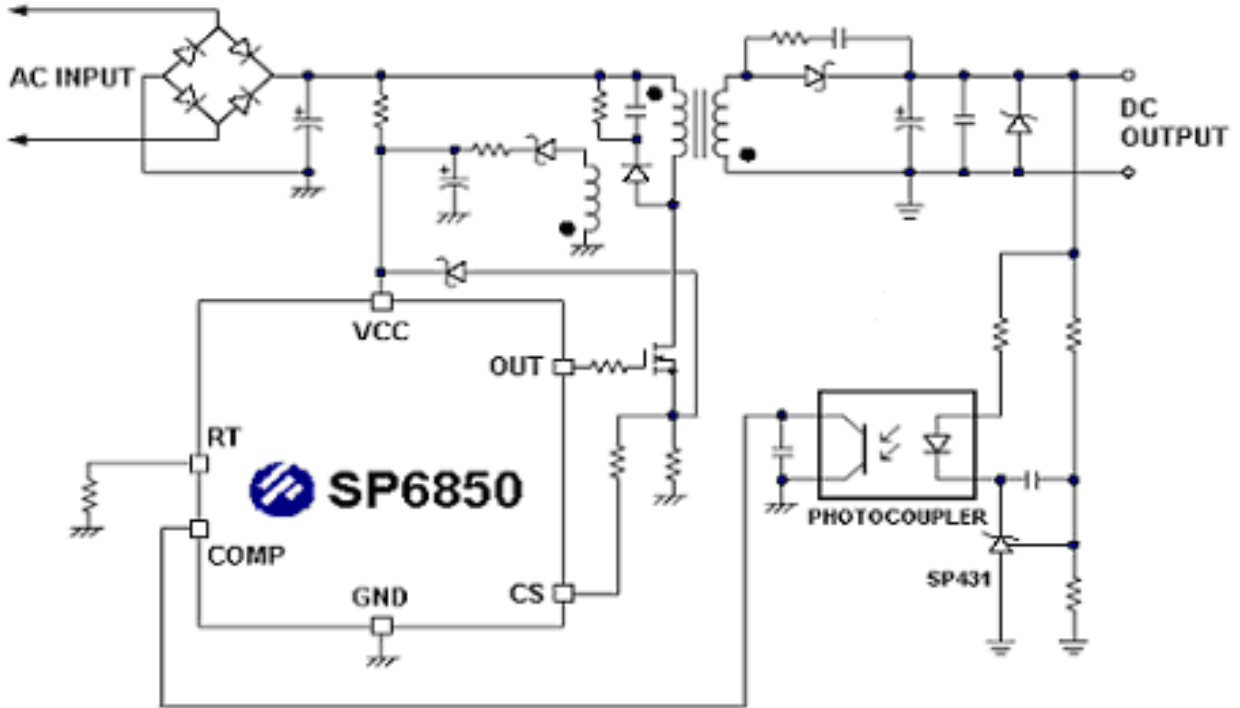 AC INPUT
DC
OUTPUT
VCC
OUT
RT
SP6850
COMP
PHOTOCOUPLER
SP431
GND
CS
+
+
+